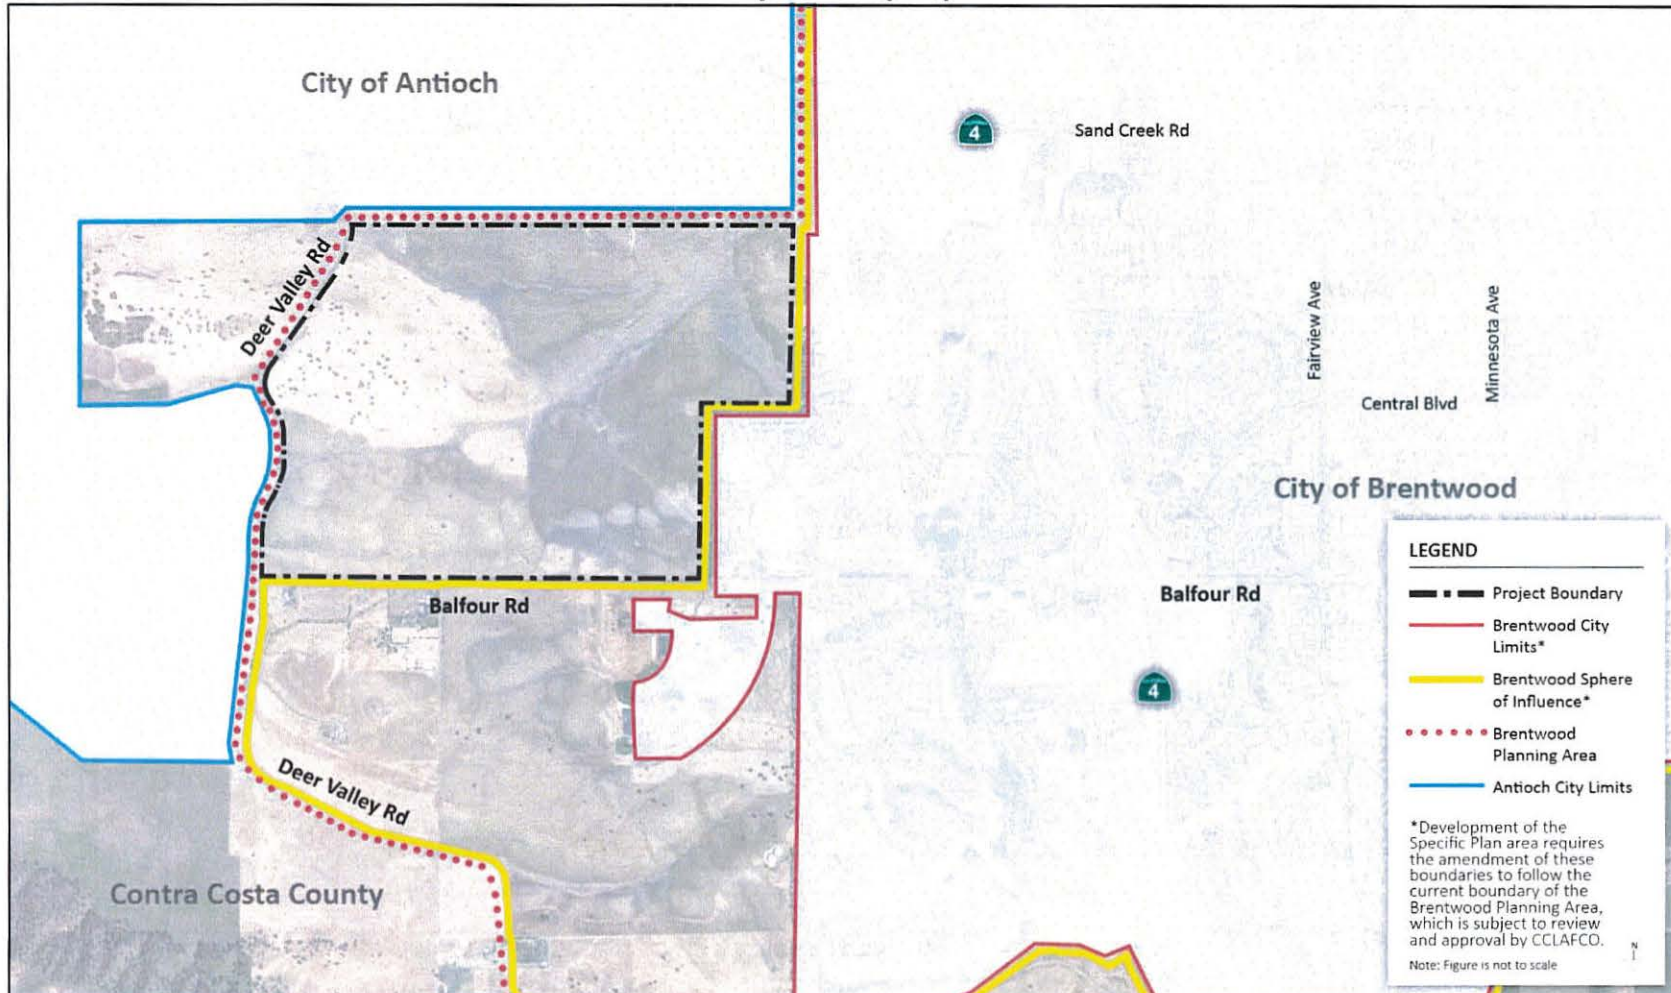 City of Antioch
4
Sand Creek Rd
Deer Valley Rd
Fairview Ave
Minnesota Ave
Central Blvd
City of Brentwood
Balfour Rd
Balfour Rd
4
Deer Valley Rd
Contra Costa County
LEGEND
Project Boundary
Brentwood City
Limits*
Brentwood Sphere
of Influence*
Brentwood
Planning Area
Antioch City Limits
*Development of the
Specific Plan area requires
the amendment of these
boundaries to follow the
current boundary of the
Brentwood Planning Area,
which is subject to review
and approval by CCLAFCO.
N
Note: Figure is not to scale